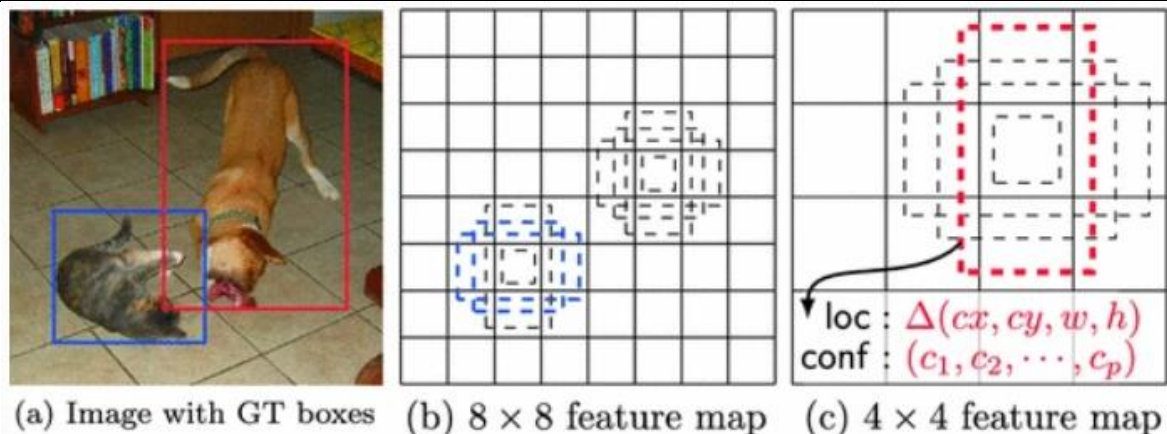 loc : Δ(cx, cy, w, h)
conf : (c₁, c₂, ⋯, cₚ)
(a) Image with GT boxes
(b) 8 × 8 feature map
(c) 4 × 4 feature map